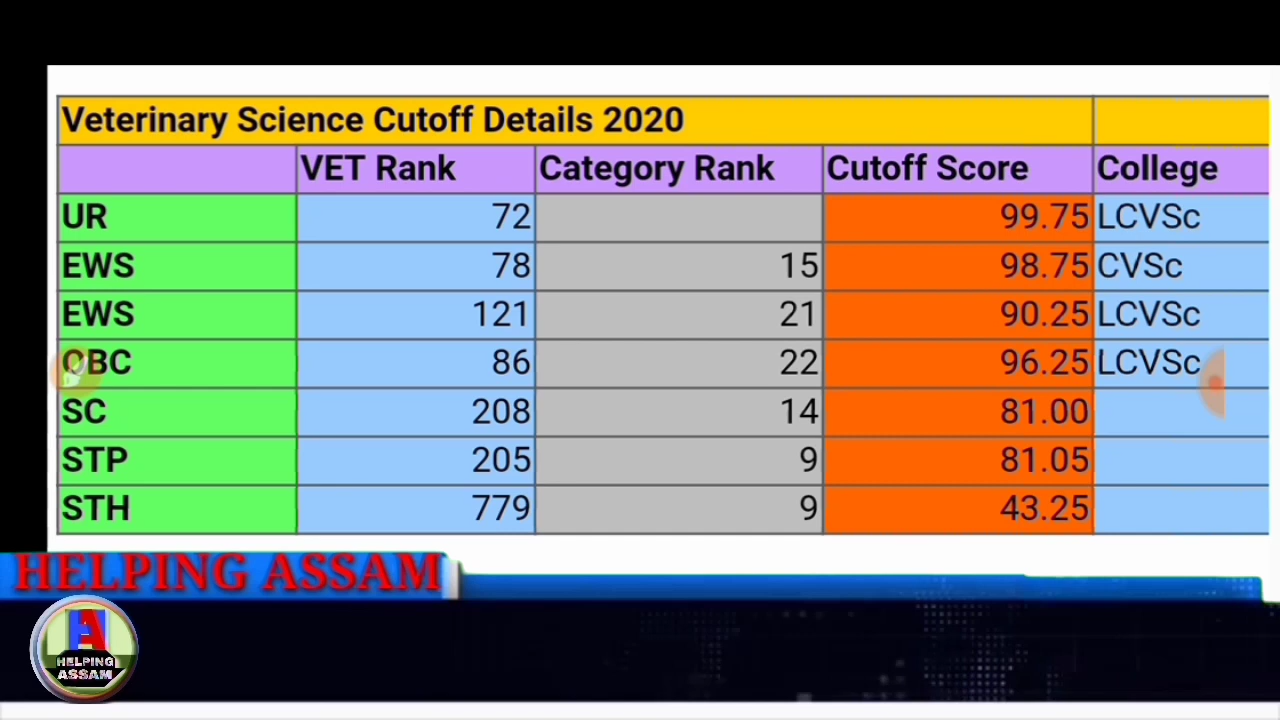 Veterinary Science Cutoff Details 2020
VET Rank Category Rank Cutoff Score College
UR 72 99.75 LCVSc
EWS 78 15 98.75 CVSc
EWS 121 21 90.25 LCVSc
OBC 86 22 96.25 LCVSc
SC 208 14 81.00
STP 205 9 81.05
STH 779 9 43.25
HELPING ASSAM
HA
HELPING
ASSAM